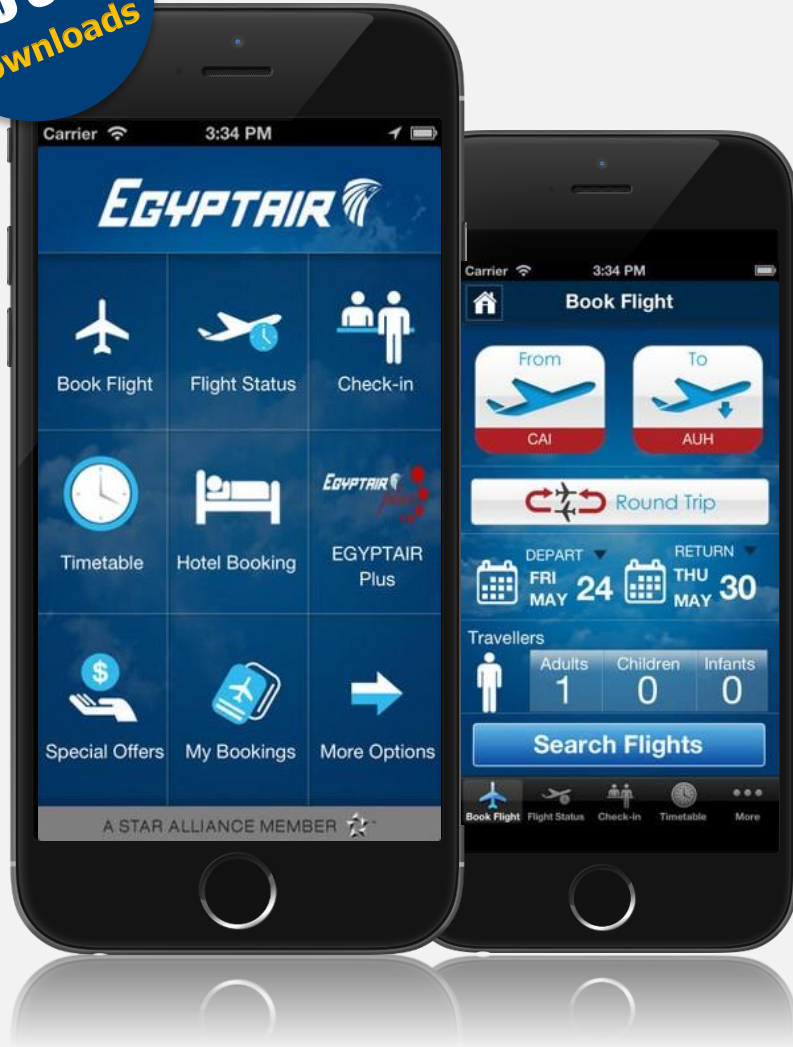 Carrier 3:34 PM
EGYPTAIR
Book Flight Flight Status Check-in
EGYPTAIR
plus
Timetable Hotel Booking EGYPTAIR
Plus
Special Offers My Bookings More Options
A STAR ALLIANCE MEMBER
Carrier 3:34 PM
Book Flight
From To
CAI AUH
Round Trip
DEPART RETURN
FRI MAY 24 THU MAY 30
Travellers
Adults Children Infants
1 0 0
Search Flights
Book Flight Flight Status Check-in Timetable More